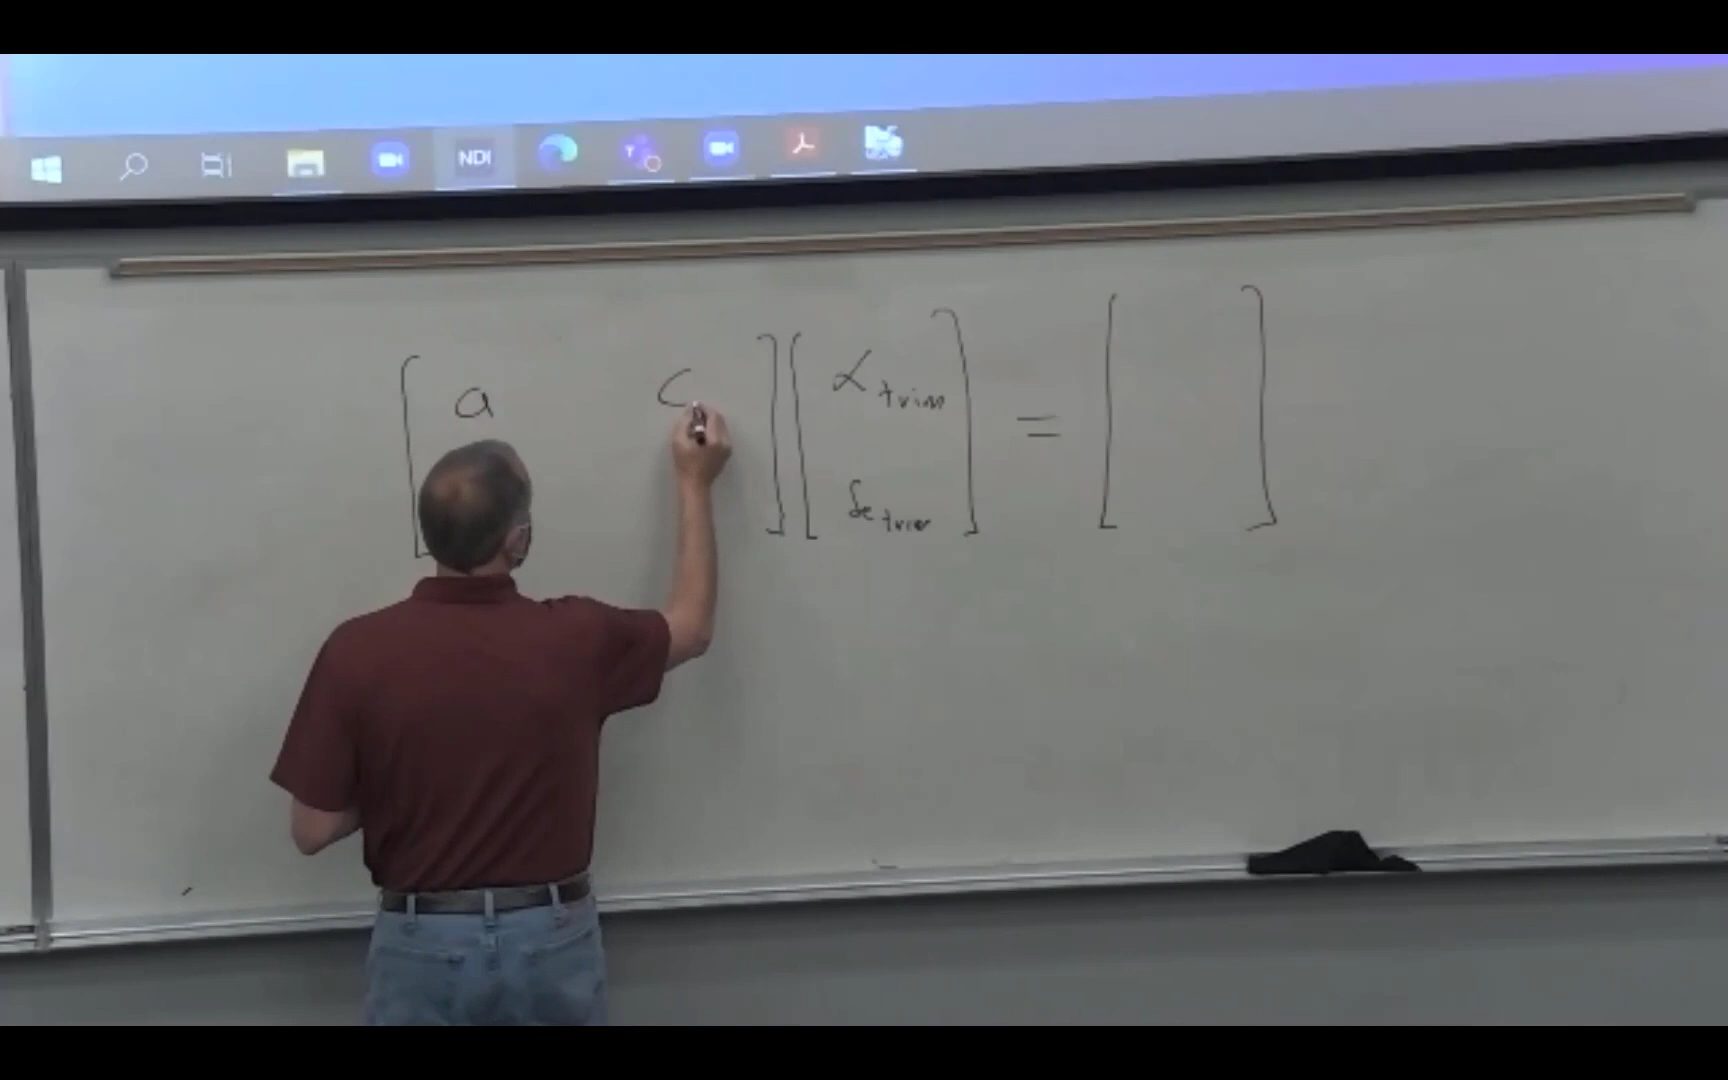 NDI
[ a C ] [ α trim ] = [ ]
δe trim